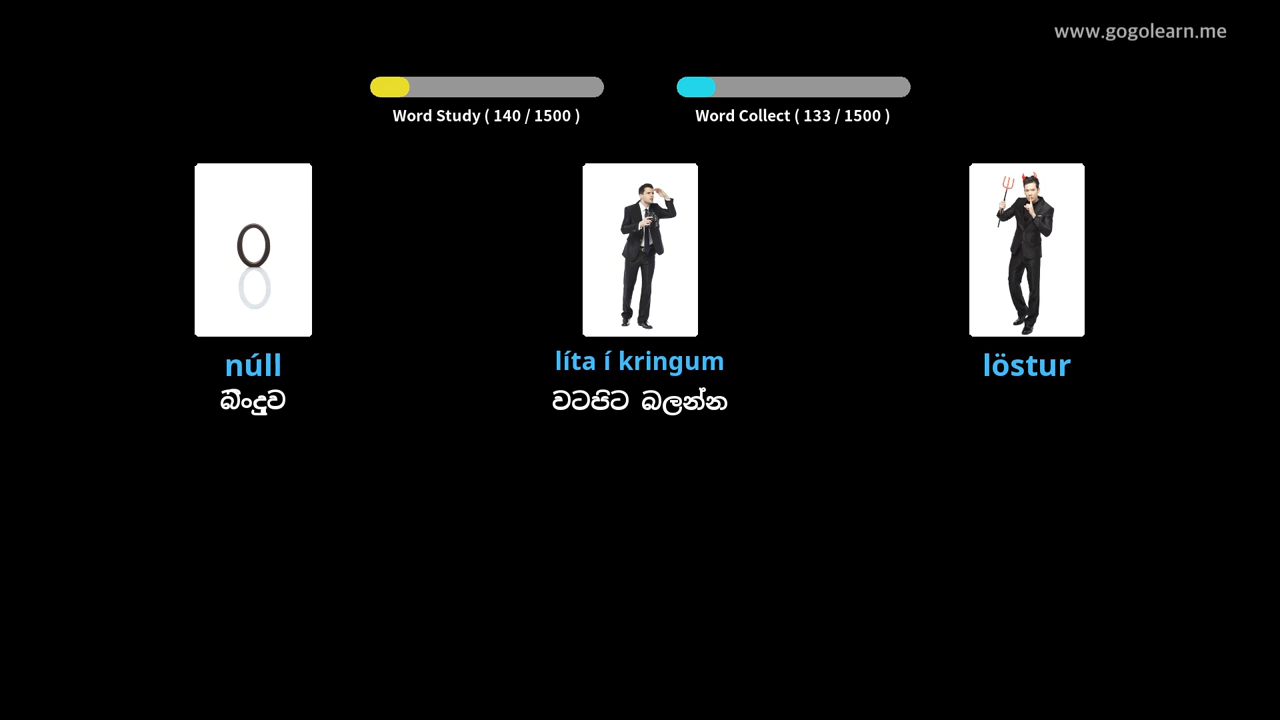 www.gogolearn.me
Word Study ( 140 / 1500 )
Word Collect ( 133 / 1500 )
núll
බිංදුව
líta í kringum
වටපිට බලන්න
löstur